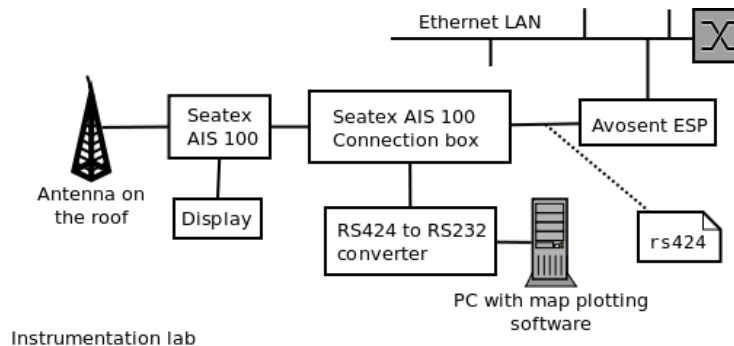 Ethernet LAN
Seatex
AIS 100
Seatex AIS 100
Connection box
Avosent ESP
Antenna on
the roof
Display
RS424 to RS232
converter
rs424
PC with map plotting
software
Instrumentation lab